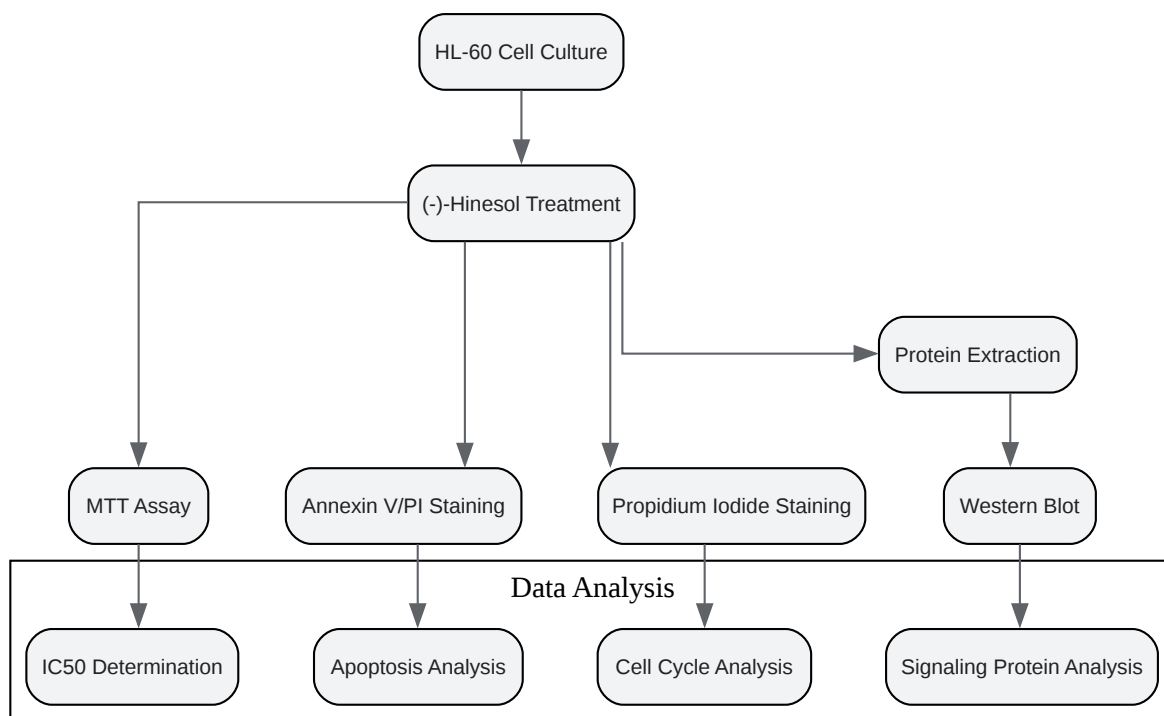 HL-60 Cell Culture
(-)-Hinesol Treatment
Protein Extraction
MTT Assay
Annexin V/PI Staining
Propidium Iodide Staining
Western Blot
Data Analysis
IC50 Determination
Apoptosis Analysis
Cell Cycle Analysis
Signaling Protein Analysis